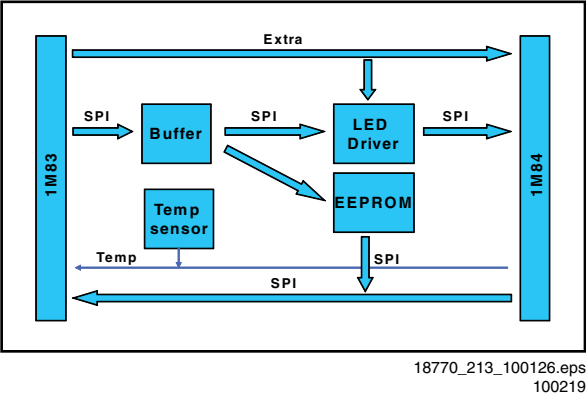 Extra
SPI
SPI
SPI
Buffer
LED
Driver
1M83
1M84
EEPROM
Temp
sensor
Temp
SPI
SPI
18770_213_100126.eps
100219